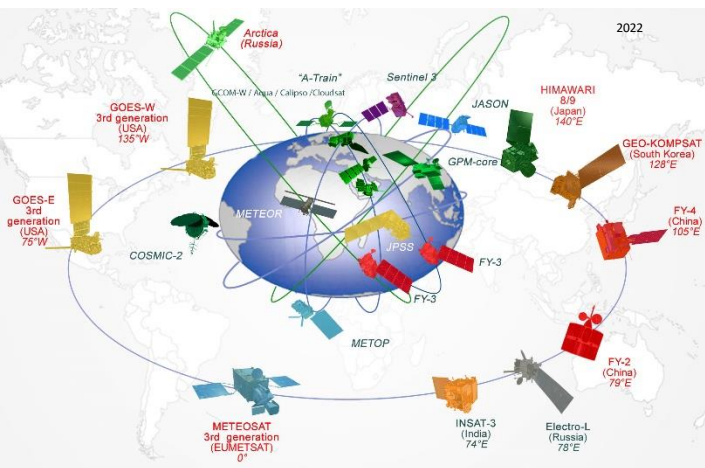 2022
Arctica
(Russia)
"A-Train"
GCOM-W / Aqua / Calipso /Cloudsat
Sentinel 3
JASON
HIMAWARI
8/9
(Japan)
140°E
GOES-W
3rd generation
(USA)
135°W
GPM-core
GEO-KOMPSAT
(South Korea)
128°E
GOES-E
3rd
generation
(USA)
75°W
METEOR
FY-4
(China)
105°E
COSMIC-2
JPSS
FY-3
FY-3
METOP
FY-2
(China)
79°E
METEOSAT
3rd generation
(EUMETSAT)
0°
INSAT-3
(India)
74°E
Electro-L
(Russia)
78°E